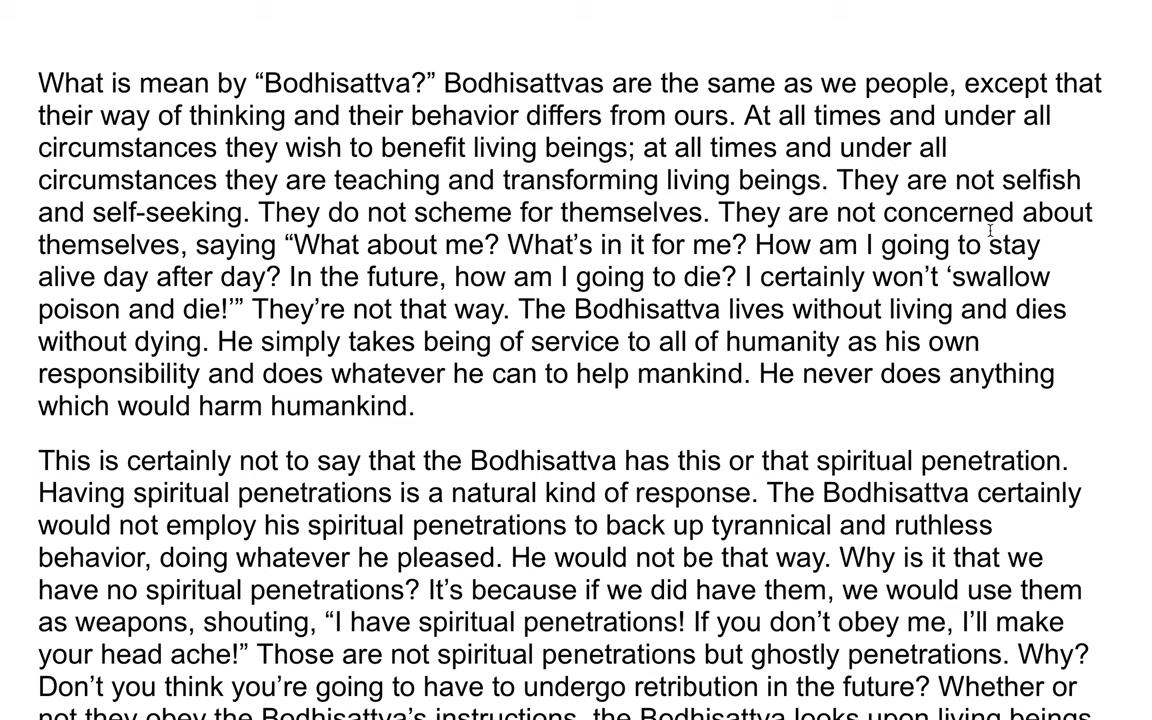 What is mean by “Bodhisattva?” Bodhisattvas are the same as we people, except that
their way of thinking and their behavior differs from ours. At all times and under all
circumstances they wish to benefit living beings; at all times and under all
circumstances they are teaching and transforming living beings. They are not selfish
and self-seeking. They do not scheme for themselves. They are not concerned about
themselves, saying “What about me? What’s in it for me? How am I going to stay
alive day after day? In the future, how am I going to die? I certainly won’t ‘swallow
poison and die!’” They’re not that way. The Bodhisattva lives without living and dies
without dying. He simply takes being of service to all of humanity as his own
responsibility and does whatever he can to help mankind. He never does anything
which would harm humankind.
This is certainly not to say that the Bodhisattva has this or that spiritual penetration.
Having spiritual penetrations is a natural kind of response. The Bodhisattva certainly
would not employ his spiritual penetrations to back up tyrannical and ruthless
behavior, doing whatever he pleased. He would not be that way. Why is it that we
have no spiritual penetrations? It’s because if we did have them, we would use them
as weapons, shouting, “I have spiritual penetrations! If you don’t obey me, I’ll make
your head ache!” Those are not spiritual penetrations but ghostly penetrations. Why?
Don’t you think you’re going to have to undergo retribution in the future? Whether or
not they obey the Bodhisattva’s instructions, the Bodhisattva looks upon living beings